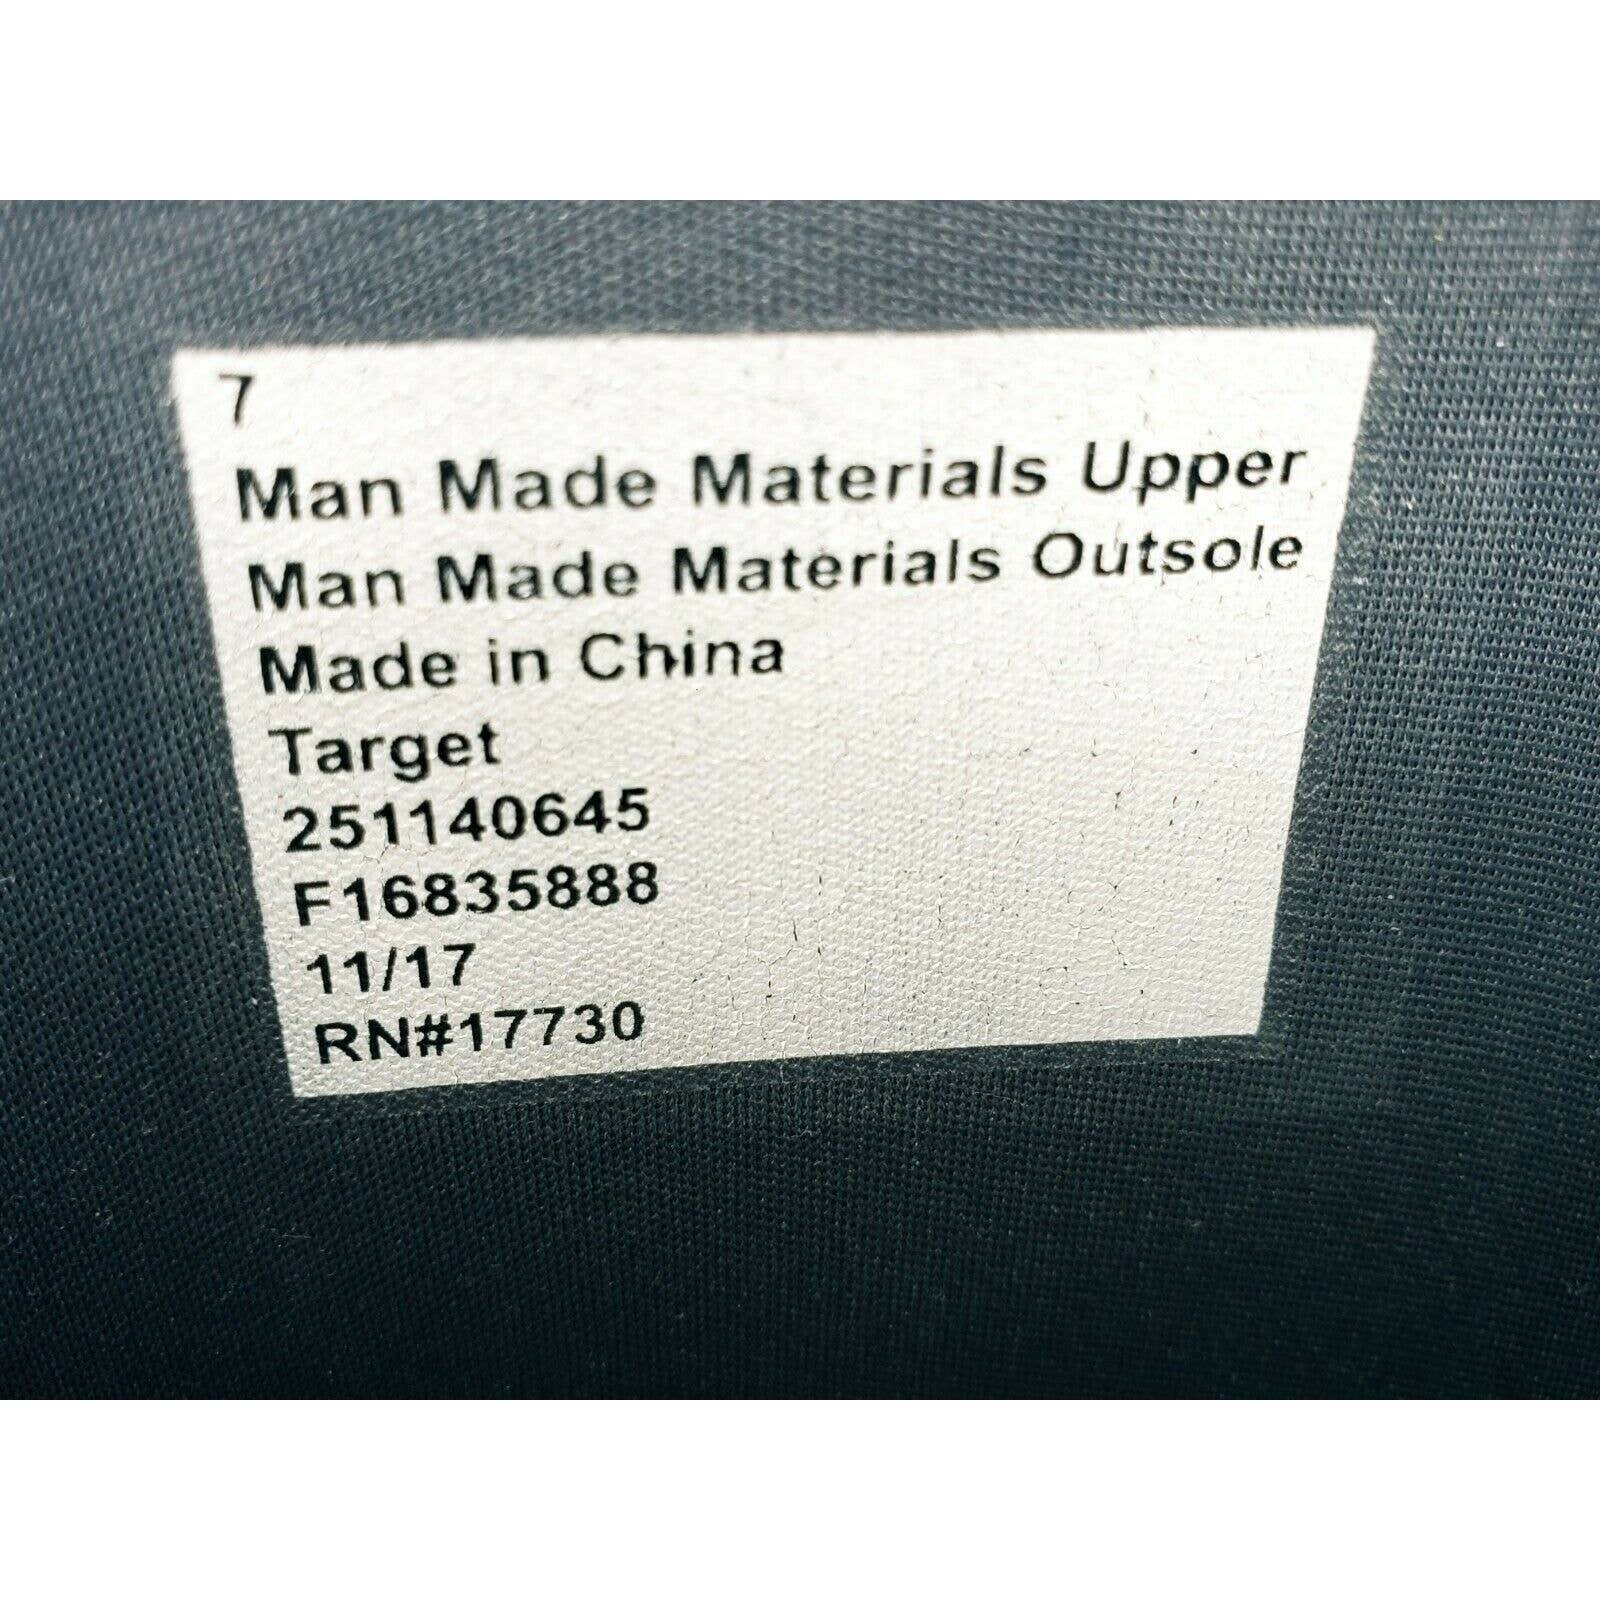 7
Man Made Materials Upper
Man Made Materials Outsole
Made in China
Target
251140645
F16835888
11/17
RN#17730